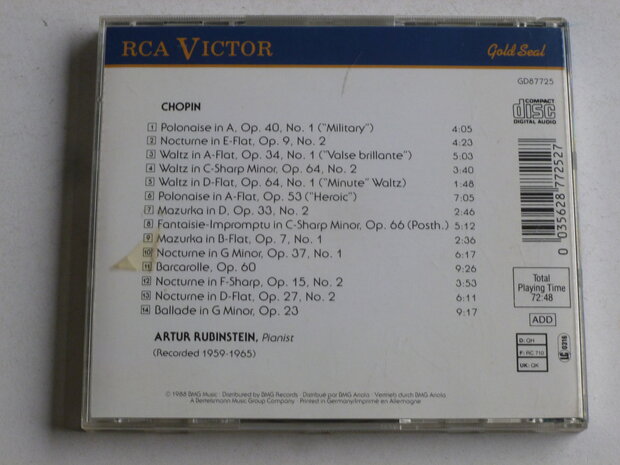 RCA VICTOR
Gold Seal
GD87725
COMPACT
disc
DIGITAL AUDIO
CHOPIN
1 Polonaise in A, Op. 40, No. 1 ("Military") 4:05
2 Nocturne in E-Flat, Op. 9, No. 2 4:23
3 Waltz in A-Flat, Op. 34, No. 1 ("Valse brillante") 5:03
4 Waltz in C-Sharp Minor, Op. 64, No. 2 3:40
5 Waltz in D-Flat, Op. 64, No. 1 ("Minute" Waltz) 1:48
6 Polonaise in A-Flat, Op. 53 ("Heroic") 7:05
7 Mazurka in D, Op. 33, No. 2 2:46
8 Fantaisie-Impromptu in C-Sharp Minor, Op. 66 (Posth.) 5:12
9 Mazurka in B-Flat, Op. 7, No. 1 2:36
10 Nocturne in G Minor, Op. 37, No. 1 6:17
11 Barcarolle, Op. 60 9:26
12 Nocturne in F-Sharp, Op. 15, No. 2 3:53
13 Nocturne in D-Flat, Op. 27, No. 2 6:11
14 Ballade in G Minor, Op. 23 9:17
ARTUR RUBINSTEIN, Pianist
(Recorded 1959-1965)
0 035628 772527
Total
Playing Time
72:48
ADD
D: QH
F: RC 710
UK: QK
LC 0316
© 1988 BMG Music · Distributed by BMG Records · Distribué par BMG Ariola · Vertrieb durch BMG Ariola
A Bertelsmann Music Group Company · Printed in Germany/Imprimé en Allemagne